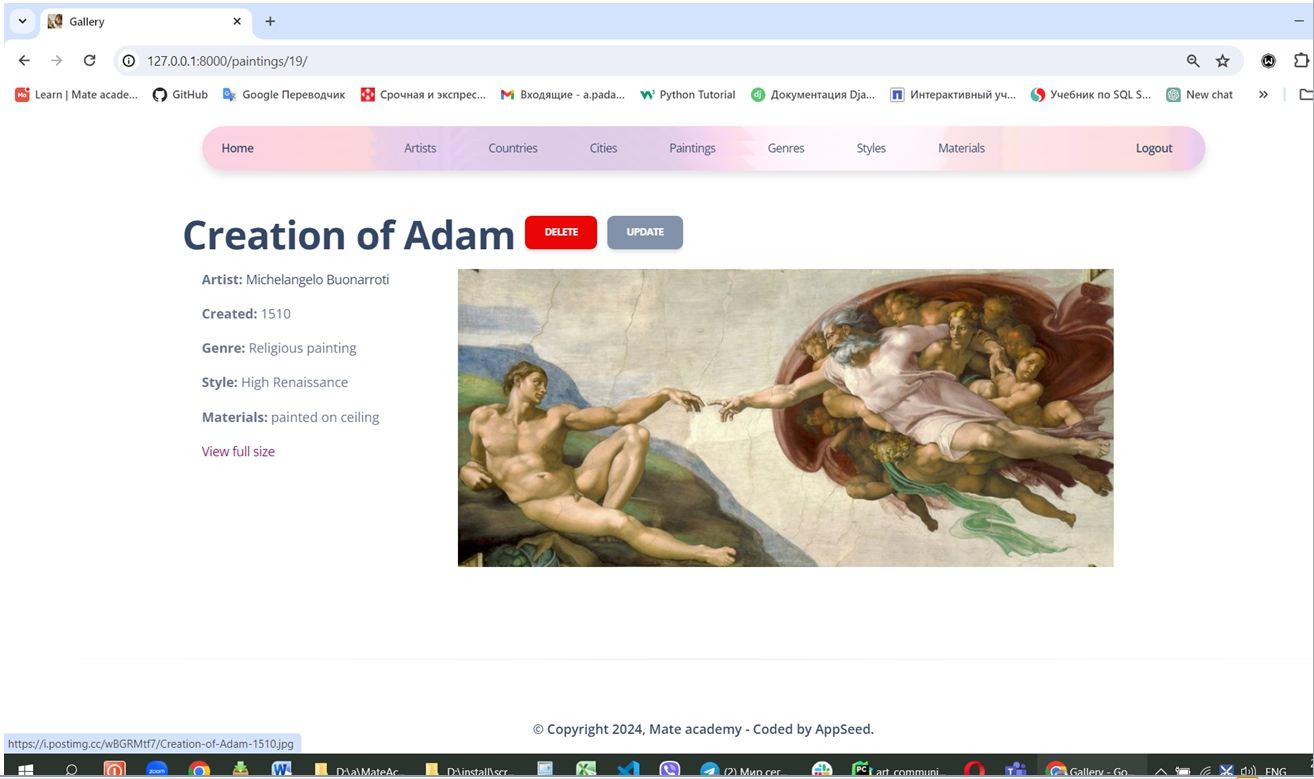 Gallery
127.0.0.1:8000/paintings/19/
Learn | Mate acade... GitHub Google Переводчик Срочная и экспрес... Входящие - a.pada... Python Tutorial Документация Dja... Интерактивный уч... Учебник по SQL S... New chat
Home Artists Countries Cities Paintings Genres Styles Materials Logout
Creation of Adam DELETE UPDATE
Artist: Michelangelo Buonarroti
Created: 1510
Genre: Religious painting
Style: High Renaissance
Materials: painted on ceiling
View full size
© Copyright 2024, Mate academy - Coded by AppSeed.
https://i.postimg.cc/wBGRMtf7/Creation-of-Adam-1510.jpg
zoom D:\a\MateAc... D:\install\scr... (2) Мир сег... art_communi... Gallery - Go... ENG